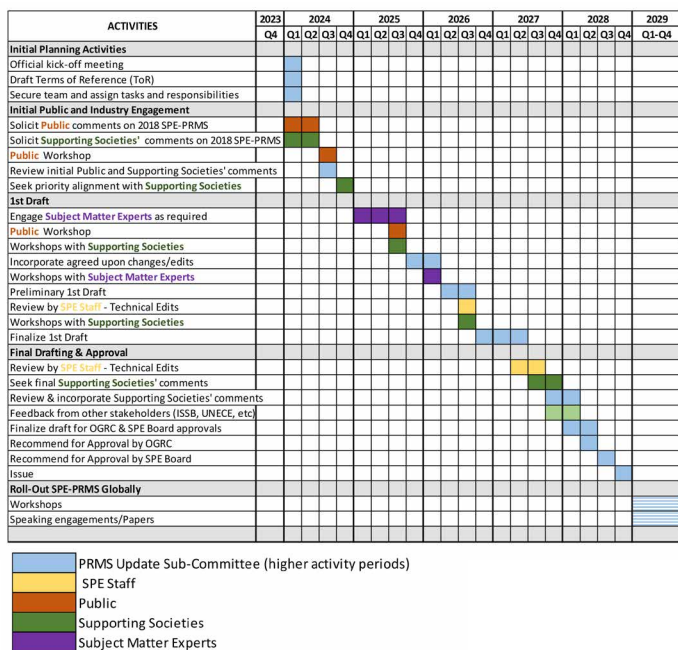 ACTIVITIES 2023 2024 2025 2026 2027 2028 2029
Q4 Q1 Q2 Q3 Q4 Q1 Q2 Q3 Q4 Q1 Q2 Q3 Q4 Q1 Q2 Q3 Q4 Q1 Q2 Q3 Q4 Q1-Q4
Initial Planning Activities
Official kick-off meeting
Draft Terms of Reference (ToR)
Secure team and assign tasks and responsibilities
Initial Public and Industry Engagement
Solicit Public comments on 2018 SPE-PRMS
Solicit Supporting Societies' comments on 2018 SPE-PRMS
Public Workshop
Review initial Public and Supporting Societies' comments
Seek priority alignment with Supporting Societies
1st Draft
Engage Subject Matter Experts as required
Public Workshop
Workshops with Supporting Societies
Incorporate agreed upon changes/edits
Workshops with Subject Matter Experts
Preliminary 1st Draft
Review by SPE Staff - Technical Edits
Workshops with Supporting Societies
Finalize 1st Draft
Final Drafting & Approval
Review by SPE Staff - Technical Edits
Seek final Supporting Societies' comments
Review & incorporate Supporting Societies' comments
Feedback from other stakeholders (ISSB, UNECE, etc)
Finalize draft for OGRC & SPE Board approvals
Recommend for Approval by OGRC
Recommend for Approval by SPE Board
Issue
Roll-Out SPE-PRMS Globally
Workshops
Speaking engagements/Papers
PRMS Update Sub-Committee (higher activity periods)
SPE Staff
Public
Supporting Societies
Subject Matter Experts